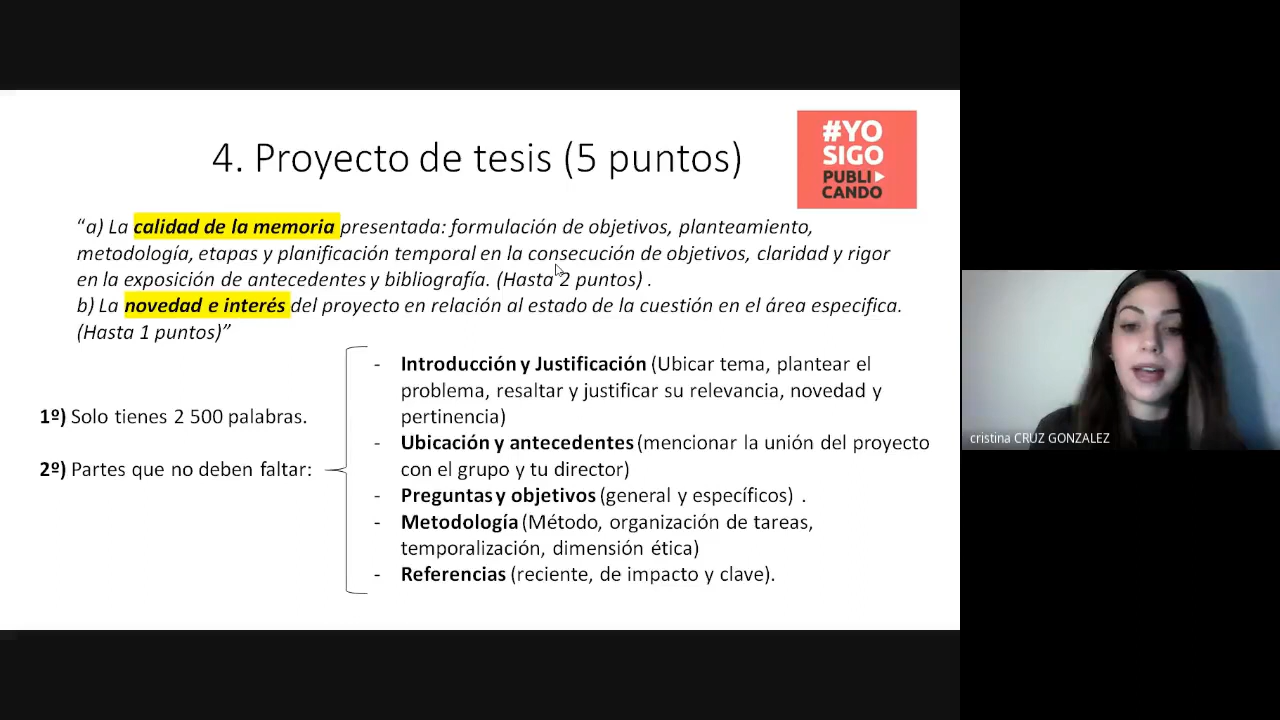 4. Proyecto de tesis (5 puntos)
#YO
SIGO
PUBLI
CANDO
“a) La calidad de la memoria presentada: formulación de objetivos, planteamiento,
metodología, etapas y planificación temporal en la consecución de objetivos, claridad y rigor
en la exposición de antecedentes y bibliografía. (Hasta 2 puntos) .
b) La novedad e interés del proyecto en relación al estado de la cuestión en el área especifica.
(Hasta 1 puntos)”
1º) Solo tienes 2 500 palabras.
2º) Partes que no deben faltar:
- Introducción y Justificación (Ubicar tema, plantear el
problema, resaltar y justificar su relevancia, novedad y
pertinencia)
- Ubicación y antecedentes (mencionar la unión del proyecto
con el grupo y tu director)
- Preguntas y objetivos (general y específicos) .
- Metodología (Método, organización de tareas,
temporalización, dimensión ética)
- Referencias (reciente, de impacto y clave).
cristina CRUZ GONZALEZ